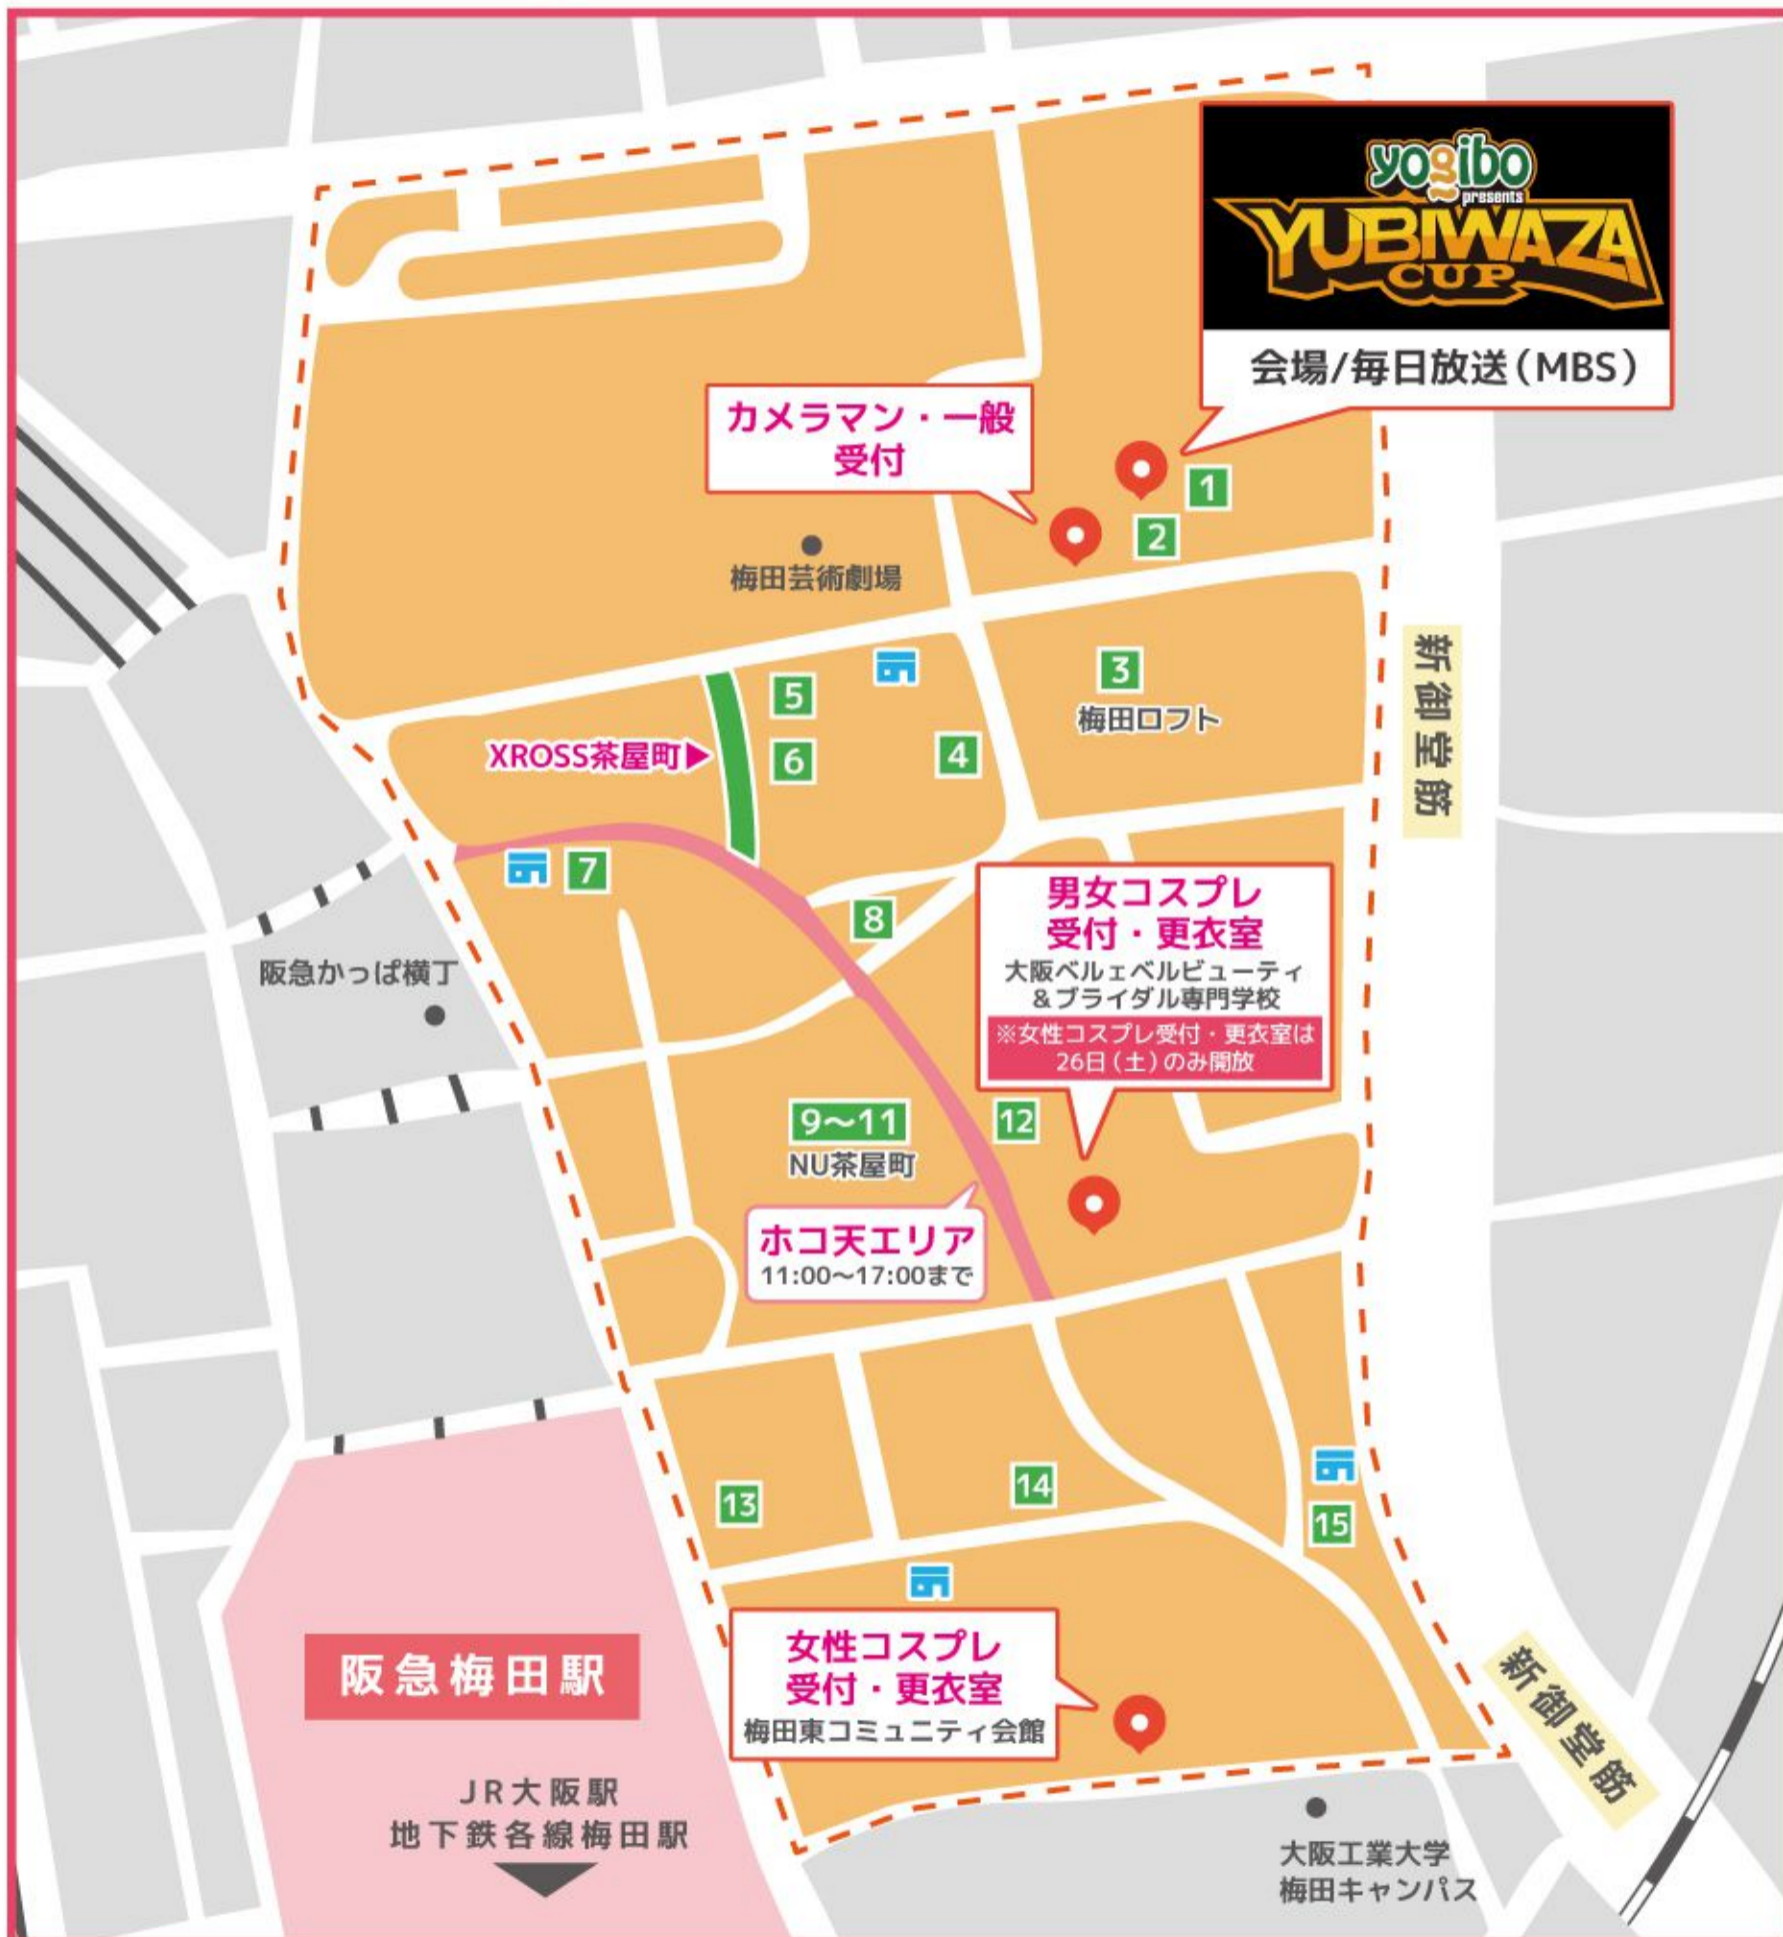 yogibo
presents
YUBIWAZA
CUP
会場/毎日放送(MBS)
カメラマン・一般
受付
1
2
梅田芸術劇場
3
梅田ロフト
新御堂筋
5
6
4
XROSS茶屋町▶
7
8
阪急かっぱ横丁
男女コスプレ
受付・更衣室
大阪ベルェベルビューティ
&ブライダル専門学校
※女性コスプレ受付・更衣室は
26日(土)のみ開放
9〜11
NU茶屋町
12
ホコ天エリア
11:00〜17:00まで
13
14
15
女性コスプレ
受付・更衣室
梅田東コミュニティ会館
阪急梅田駅
JR大阪駅
地下鉄各線梅田駅
新御堂筋
大阪工業大学
梅田キャンパス